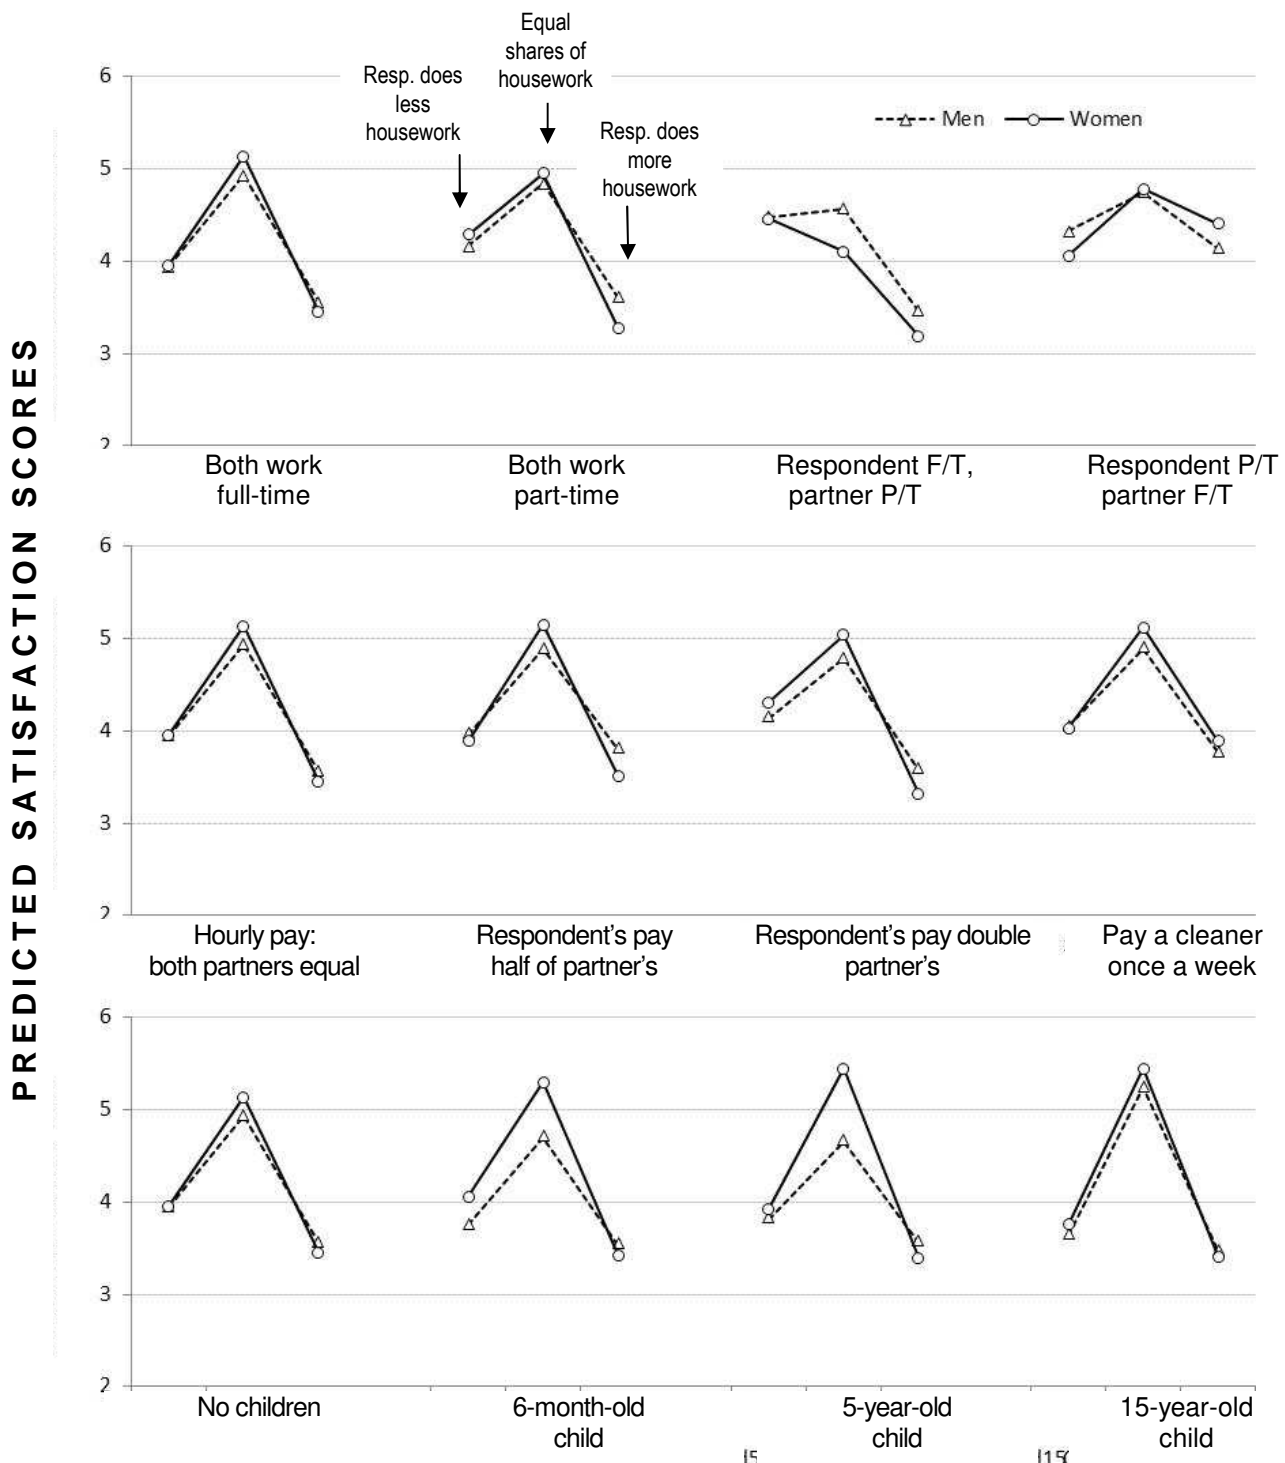 Equal
shares of
housework
Resp. does
less
housework
Resp. does
more
housework
Men
Women
PREDICTED SATISFACTION SCORES
6
5
4
3
2
Both work
full-time
Both work
part-time
Respondent F/T,
partner P/T
Respondent P/T
partner F/T
6
5
4
3
2
Hourly pay:
both partners equal
Respondent's pay
half of partner's
Respondent's pay double
partner's
Pay a cleaner
once a week
6
5
4
3
2
No children
6-month-old
child
5-year-old
child
15-year-old
child